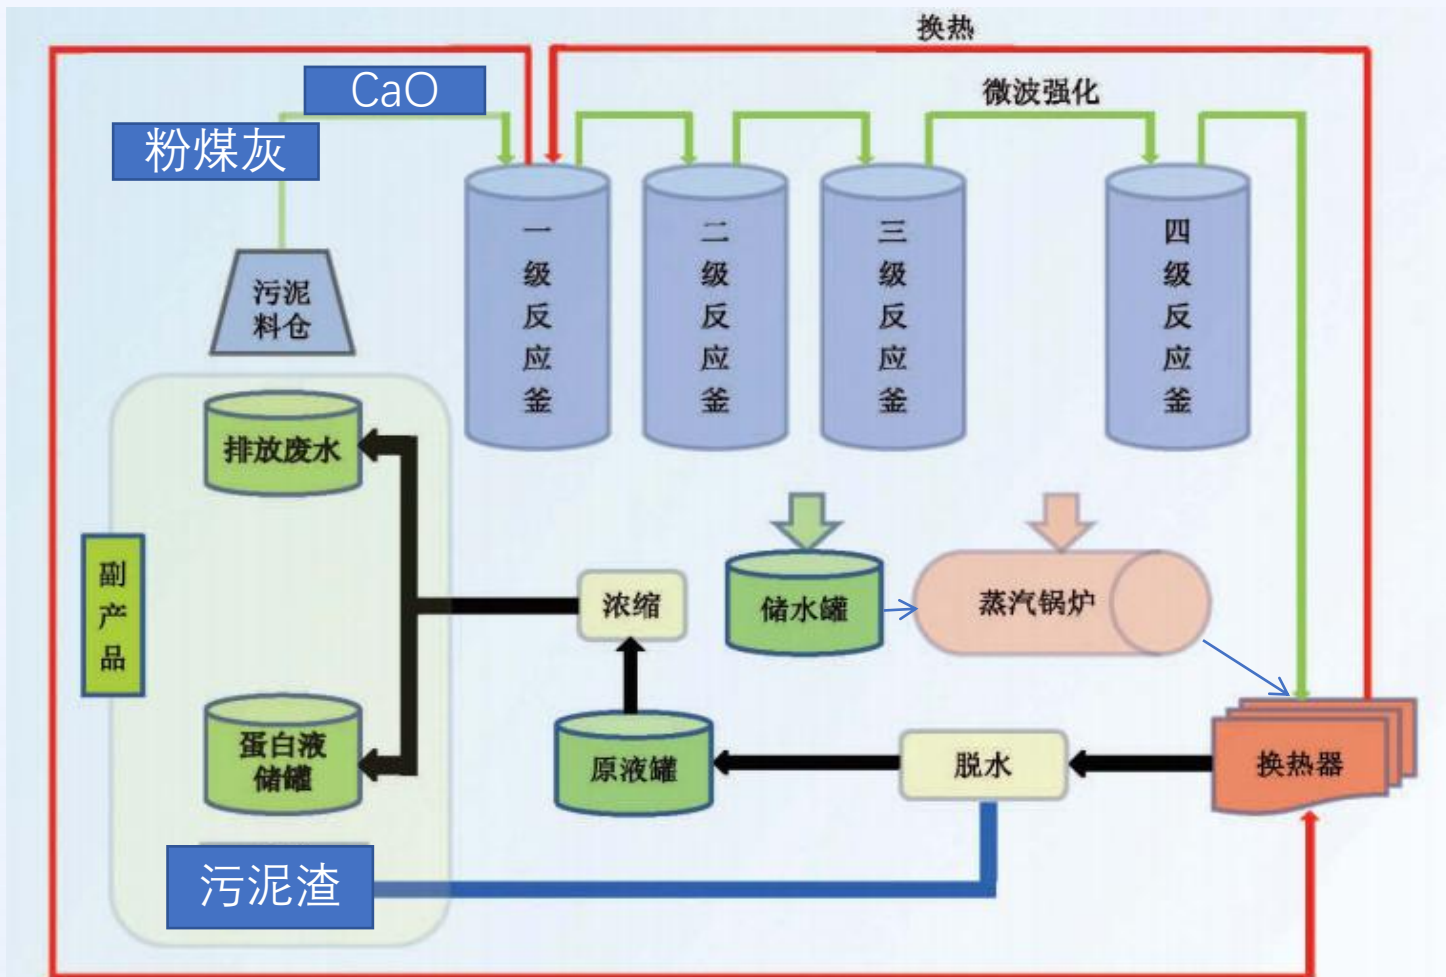 换热
CaO
微波强化
粉煤灰
一级反应釜
二级反应釜
三级反应釜
四级反应釜
污泥
料仓
排放废水
副产品
浓缩
储水罐
蒸汽锅炉
蛋白液
储罐
原液罐
脱水
换热器
污泥渣